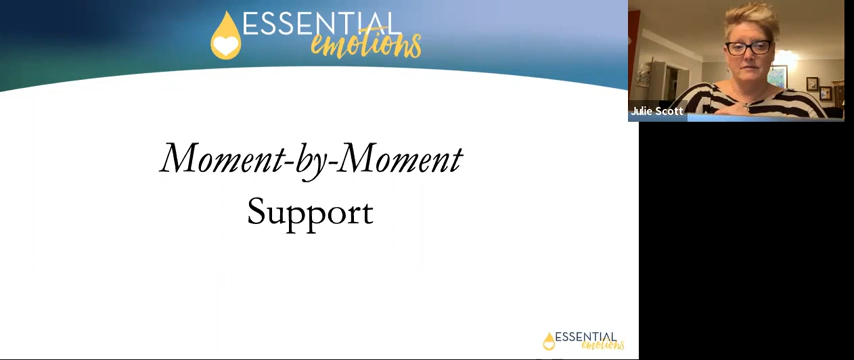 ESSENTIAL
emotions
Julie Scott
Moment-by-Moment
Support
ESSENTIAL
emotions